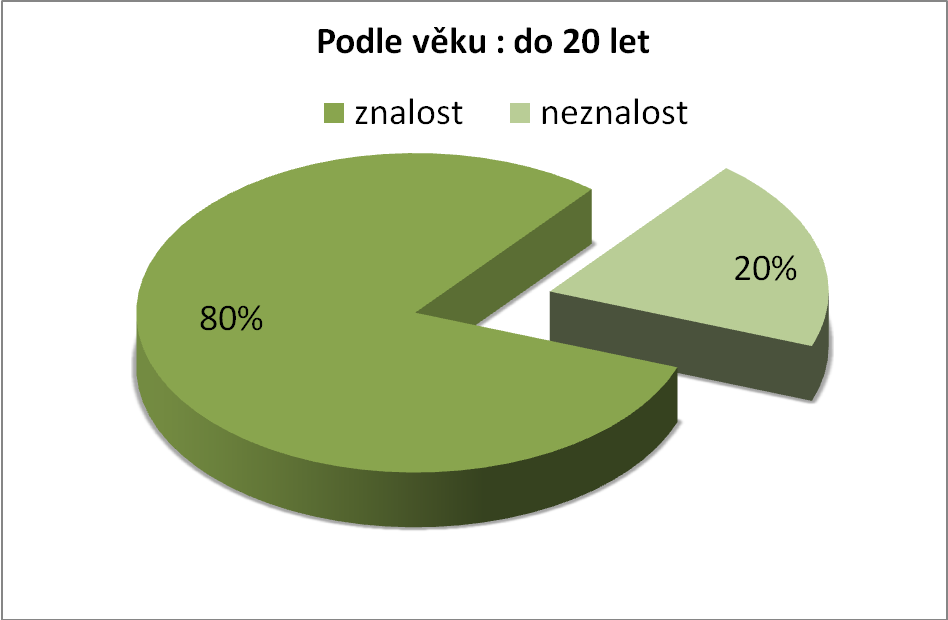 Podle věku : do 20 let
znalost neznalost
20%
80%